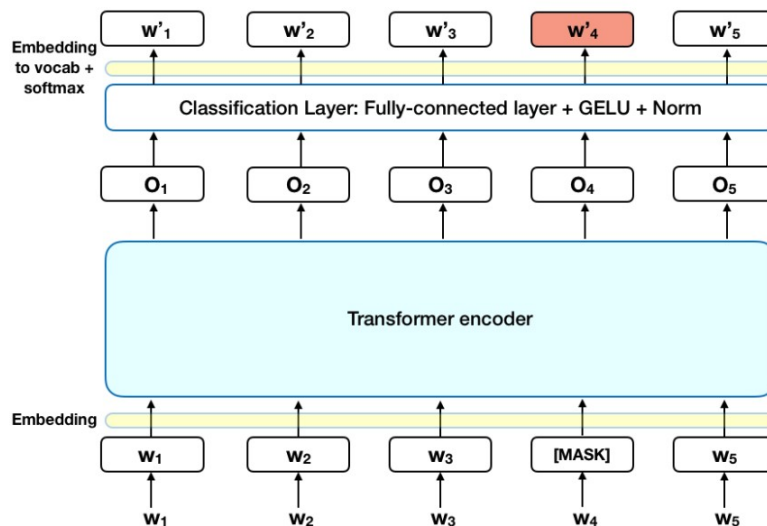 w'₁ w'₂ w'₃ w'₄ w'₅
Embedding
to vocab +
softmax
Classification Layer: Fully-connected layer + GELU + Norm
O₁ O₂ O₃ O₄ O₅
Transformer encoder
Embedding
w₁ w₂ w₃ [MASK] w₅
w₁ w₂ w₃ w₄ w₅